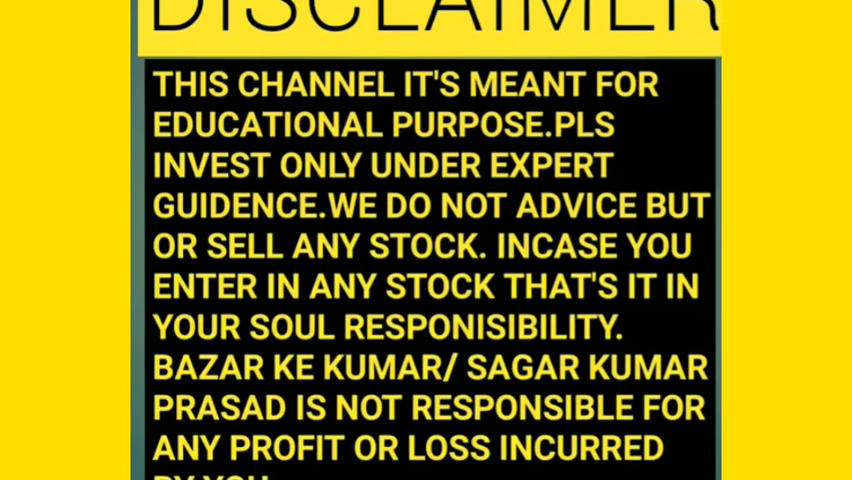 DISCLAIMER
THIS CHANNEL IT'S MEANT FOR
EDUCATIONAL PURPOSE.PLS
INVEST ONLY UNDER EXPERT
GUIDENCE.WE DO NOT ADVICE BUT
OR SELL ANY STOCK. INCASE YOU
ENTER IN ANY STOCK THAT'S IT IN
YOUR SOUL RESPONISIBILITY.
BAZAR KE KUMAR/ SAGAR KUMAR
PRASAD IS NOT RESPONSIBLE FOR
ANY PROFIT OR LOSS INCURRED
BY YOU